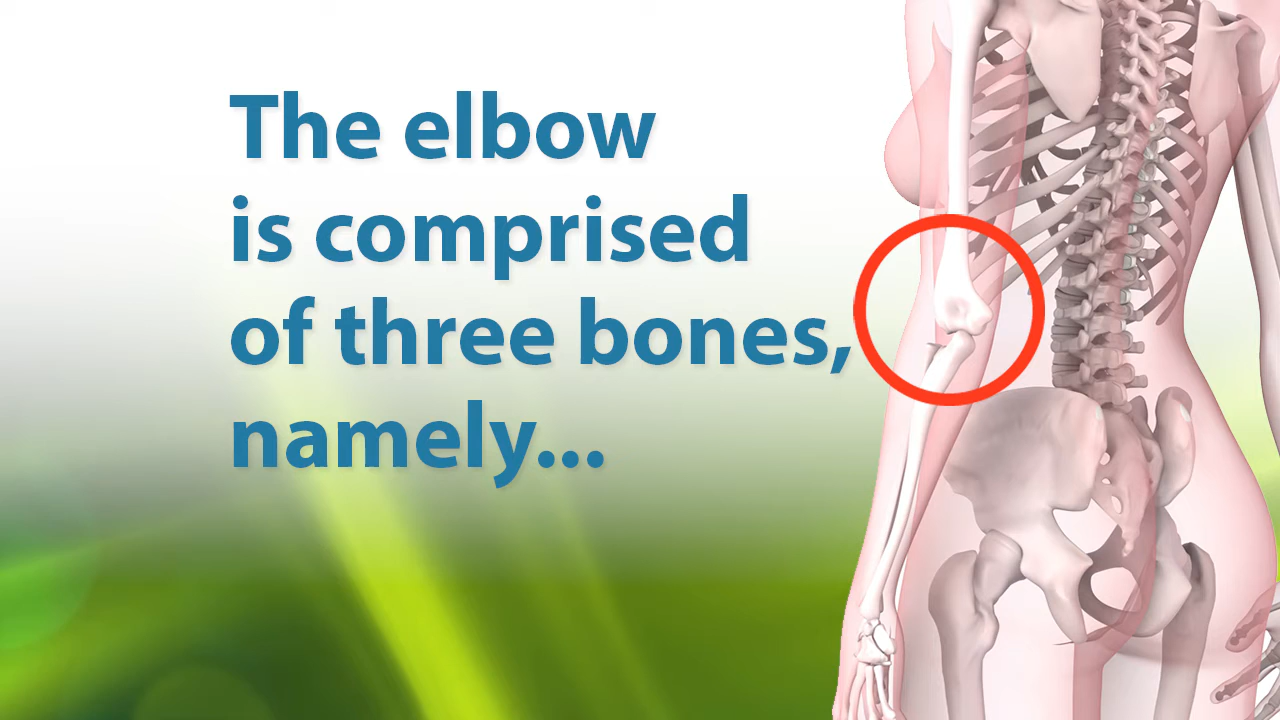 The elbow
is comprised
of three bones,
namely...